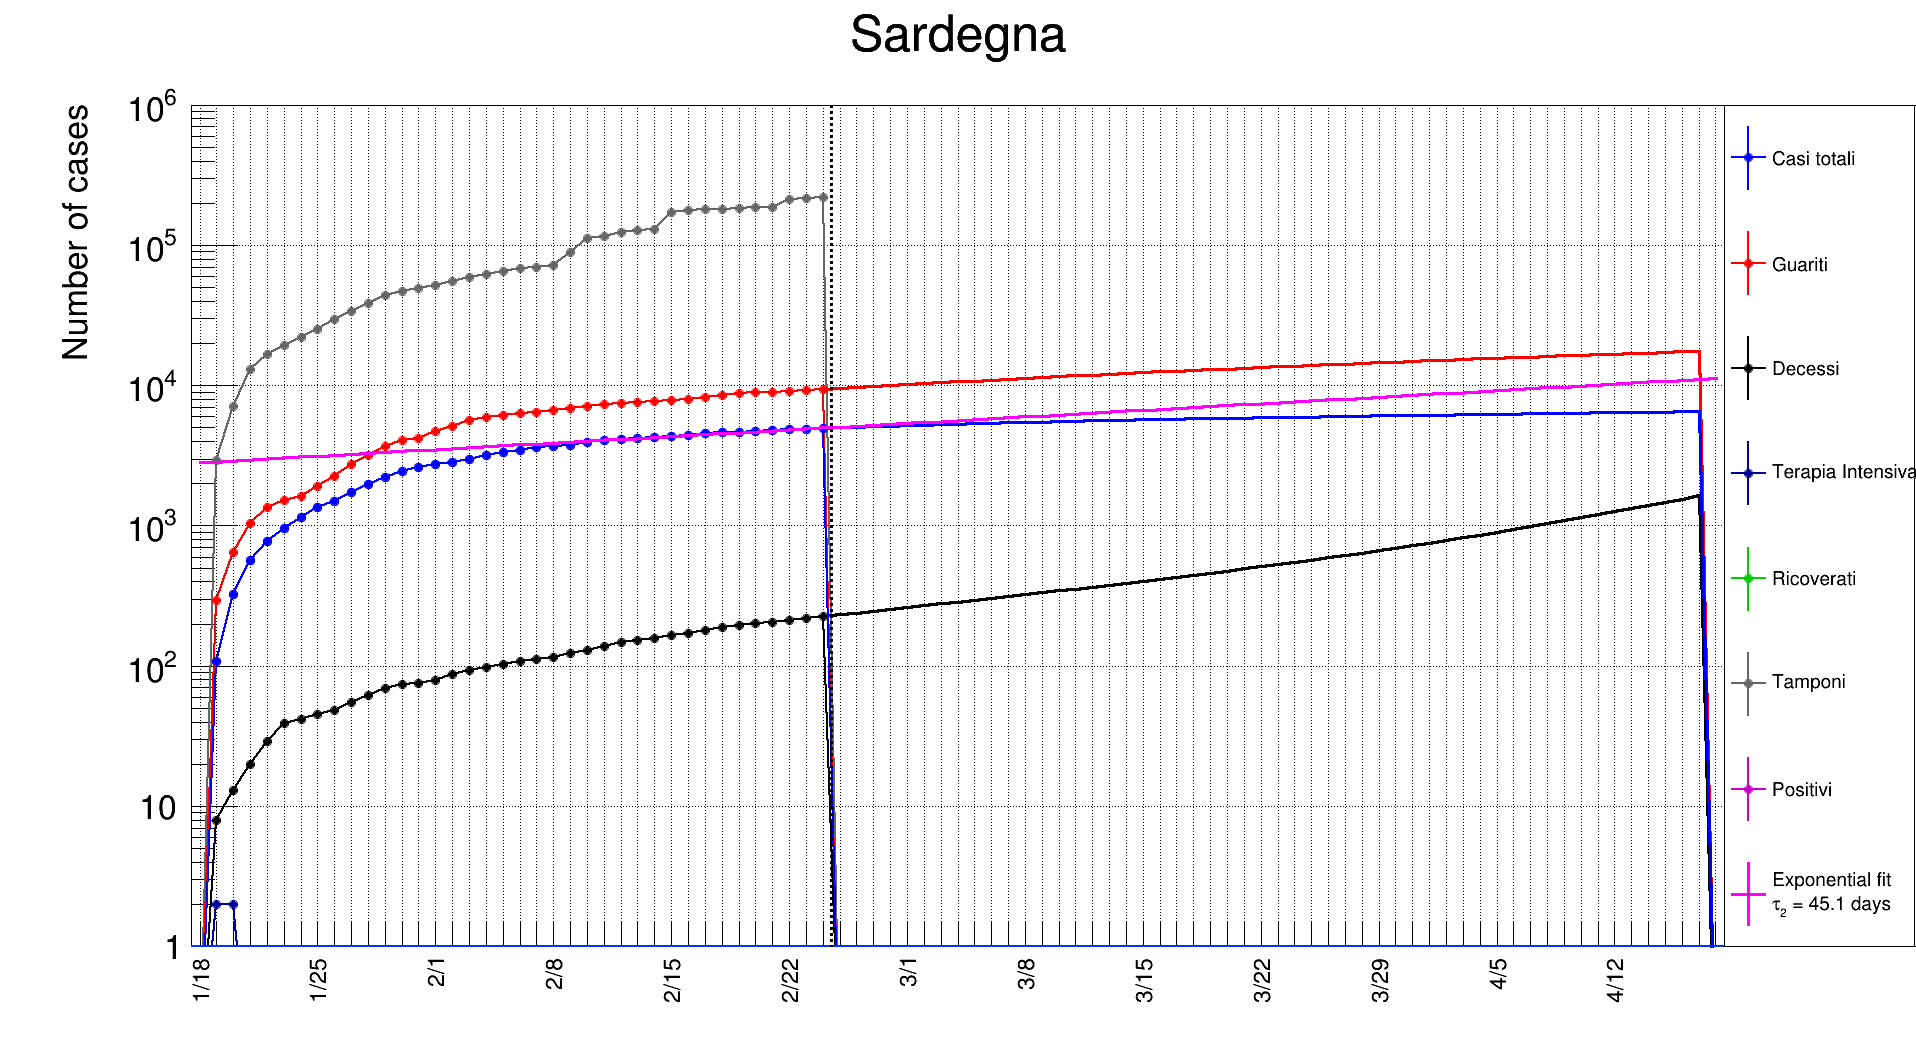 Sardegna
Number of cases
10^6
10^5
10^4
10^3
10^2
10
1
1/18
1/25
2/1
2/8
2/15
2/22
3/1
3/8
3/15
3/22
3/29
4/5
4/12
Casi totali
Guariti
Decessi
Terapia Intensiva
Ricoverati
Tamponi
Positivi
Exponential fit
τ_2 = 45.1 days